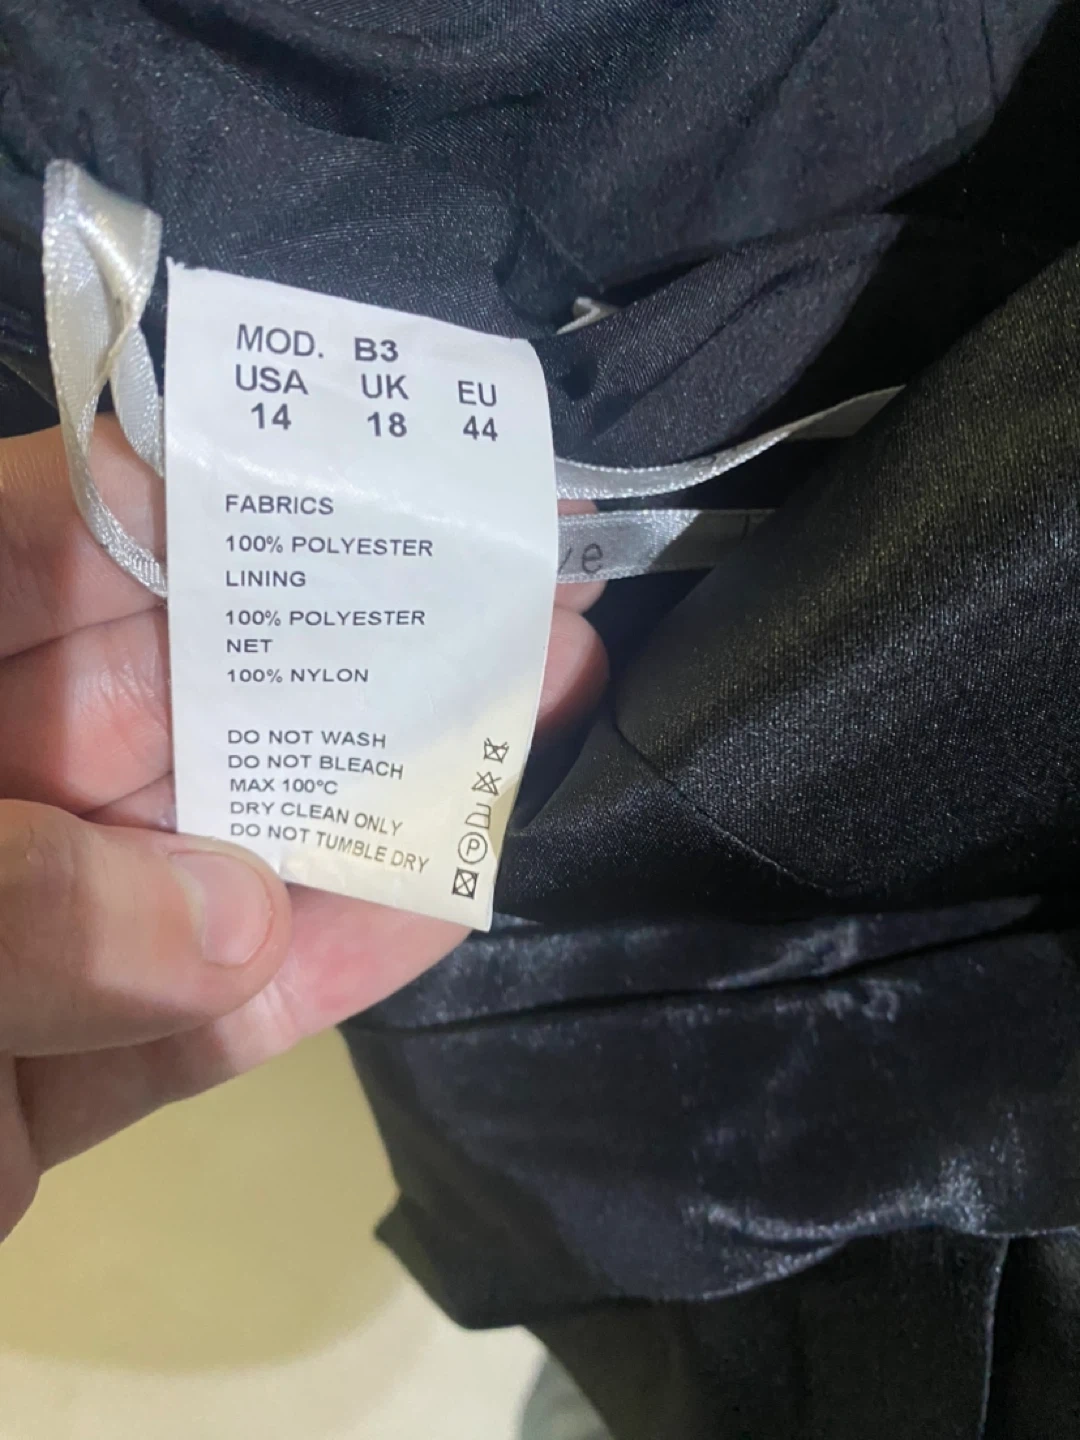 MOD. B3
USA UK EU
14 18 44
FABRICS
100% POLYESTER
LINING
100% POLYESTER
NET
100% NYLON
DO NOT WASH
DO NOT BLEACH
MAX 100°C
DRY CLEAN ONLY
DO NOT TUMBLE DRY
P